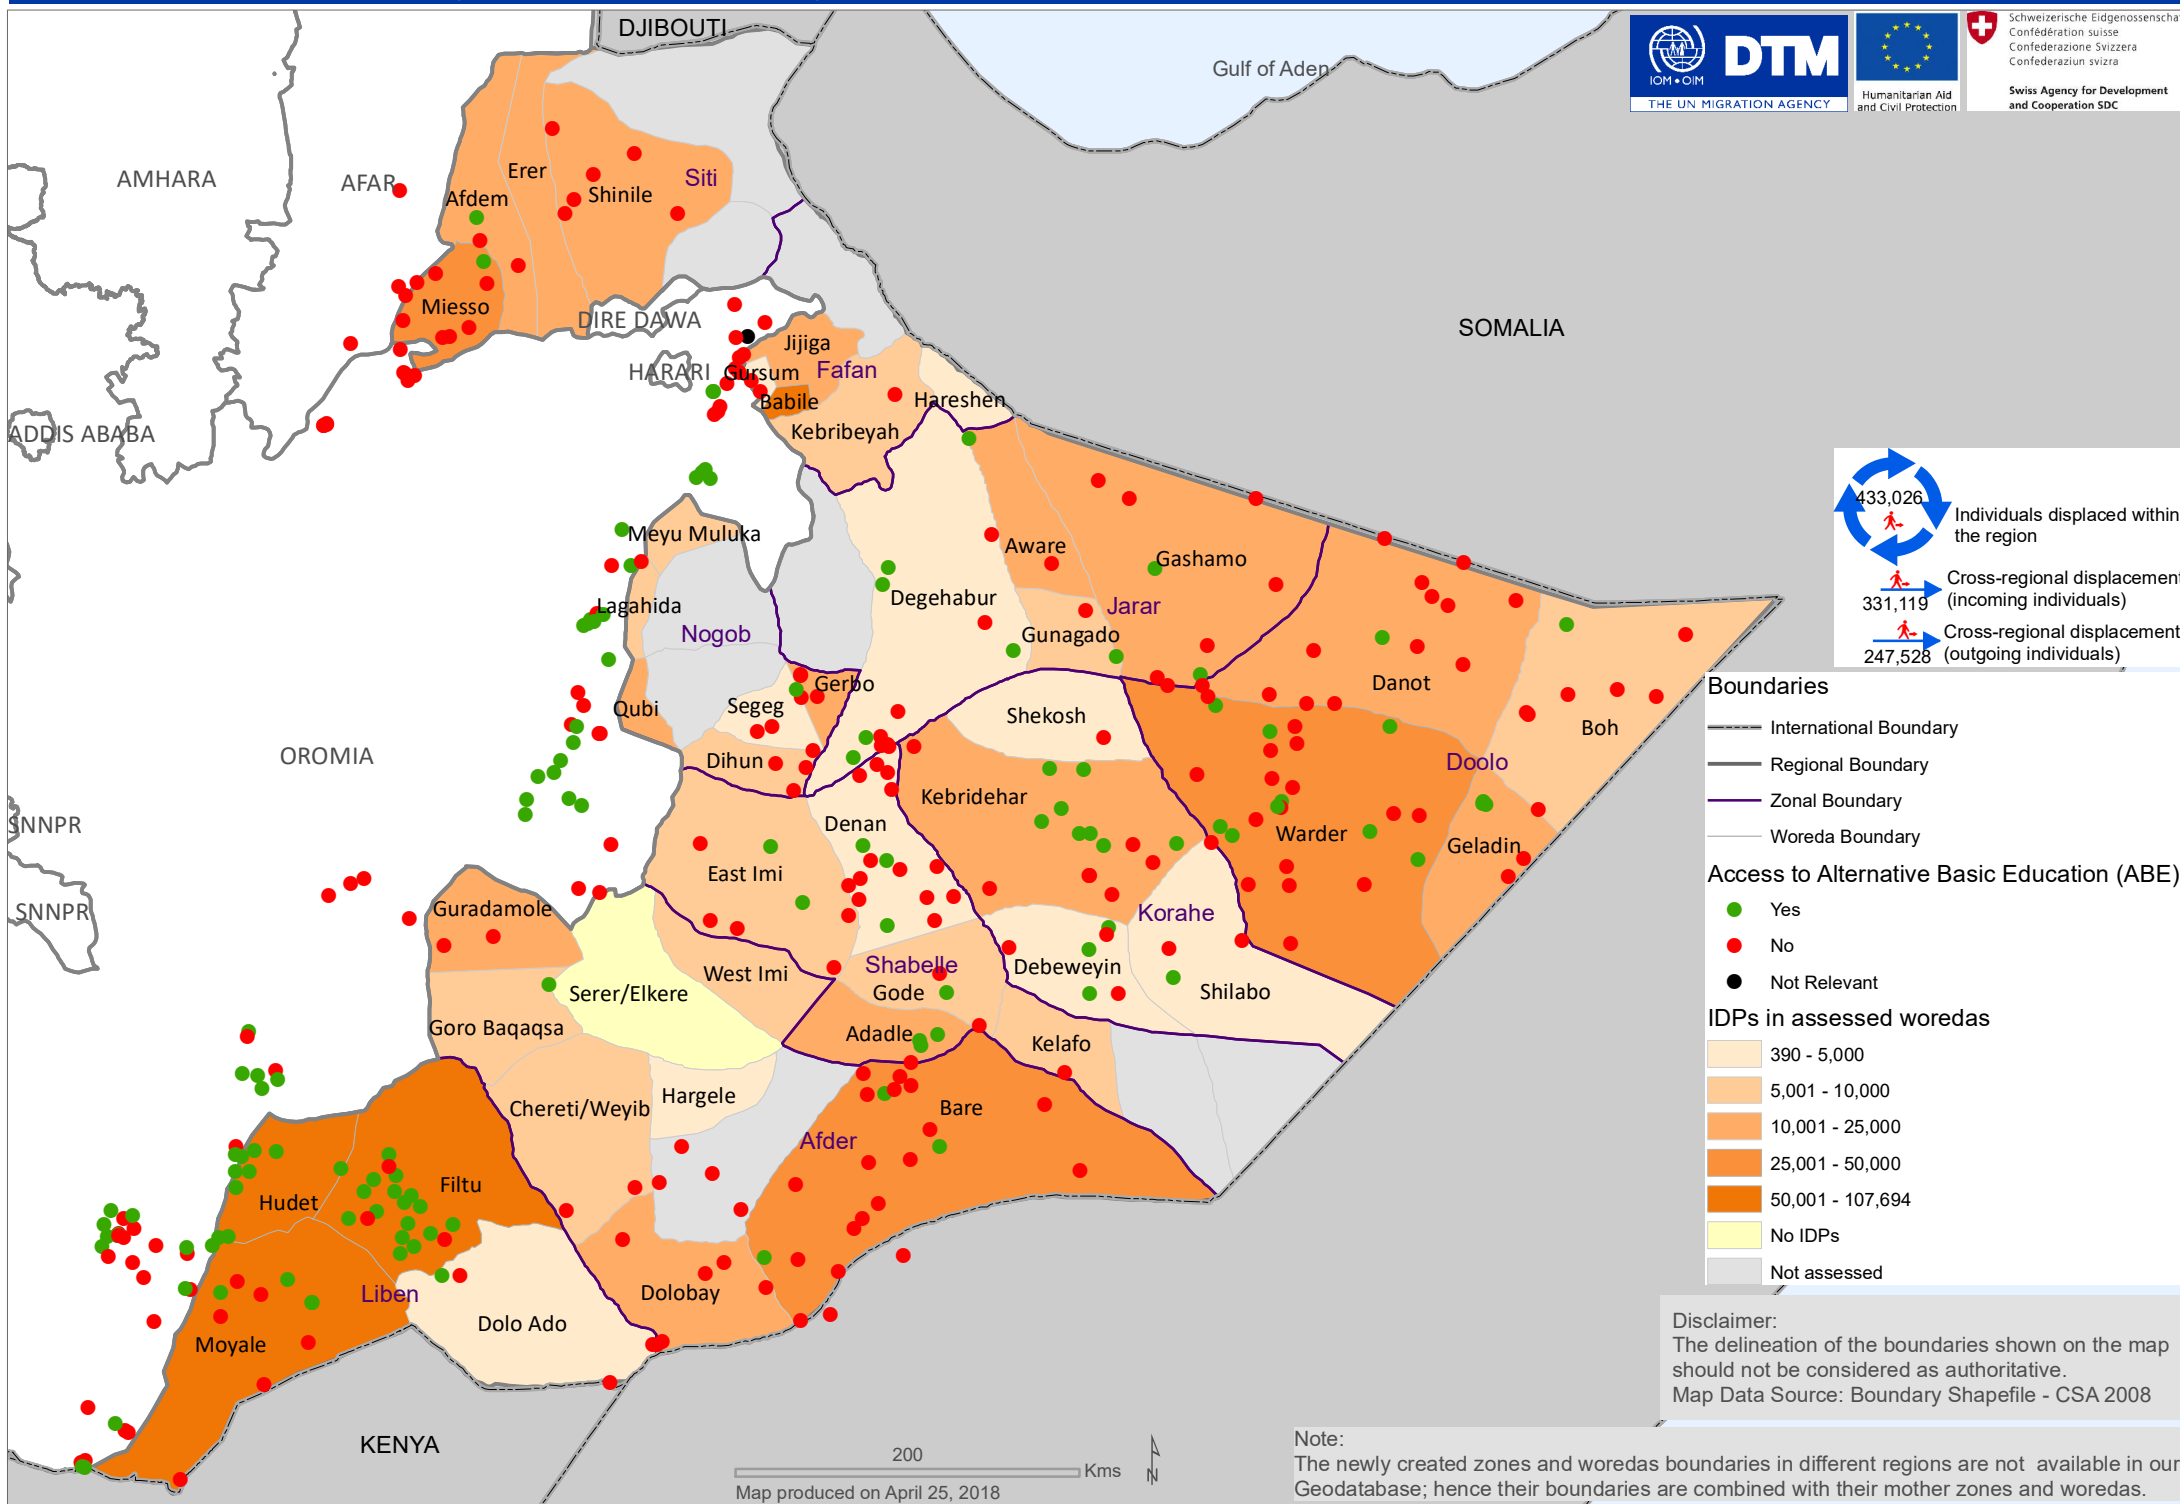 DJIBOUTI
Gulf of Aden
IOM • OIM
DTM
THE UN MIGRATION AGENCY
Humanitarian Aid
and Civil Protection
Schweizerische Eidgenossenscha
Confédération suisse
Confederazione Svizzera
Confederaziun svizra
Swiss Agency for Development
and Cooperation SDC
AMHARA
AFAR
Erer
Afdem
Shinile
Siti
Miesso
DIRE DAWA
SOMALIA
Jijiga
HARARI
Gursum
Fafan
Babile
Hareshen
ADDIS ABABA
Kebribeyah
433,026
Individuals displaced within
the region
Cross-regional displacement
(incoming individuals)
331,119
Cross-regional displacement
(outgoing individuals)
247,528
Meyu Muluka
Aware
Gashamo
Lagahida
Degehabur
Jarar
Nogob
Gunagado
Gerbo
Danot
Segeg
Qubi
Shekosh
Boh
OROMIA
Dihun
Doolo
Kebridehar
SNNPR
Denan
Warder
Geladin
East Imi
SNNPR
Guradamole
Korahe
Shabelle
Debeweyin
West Imi
Serer/Elkere
Gode
Shilabo
Goro Baqaqsa
Adadle
Kelafo
Hargele
Chereti/Weyib
Bare
Afder
Filtu
Hudet
Liben
Dolobay
Dolo Ado
Moyale
KENYA
Boundaries
International Boundary
Regional Boundary
Zonal Boundary
Woreda Boundary
Access to Alternative Basic Education (ABE)
Yes
No
Not Relevant
IDPs in assessed woredas
390 - 5,000
5,001 - 10,000
10,001 - 25,000
25,001 - 50,000
50,001 - 107,694
No IDPs
Not assessed
Disclaimer:
The delineation of the boundaries shown on the map
should not be considered as authoritative.
Map Data Source: Boundary Shapefile - CSA 2008
200
Kms
N
Map produced on April 25, 2018
Note:
The newly created zones and woredas boundaries in different regions are not available in our
Geodatabase; hence their boundaries are combined with their mother zones and woredas.